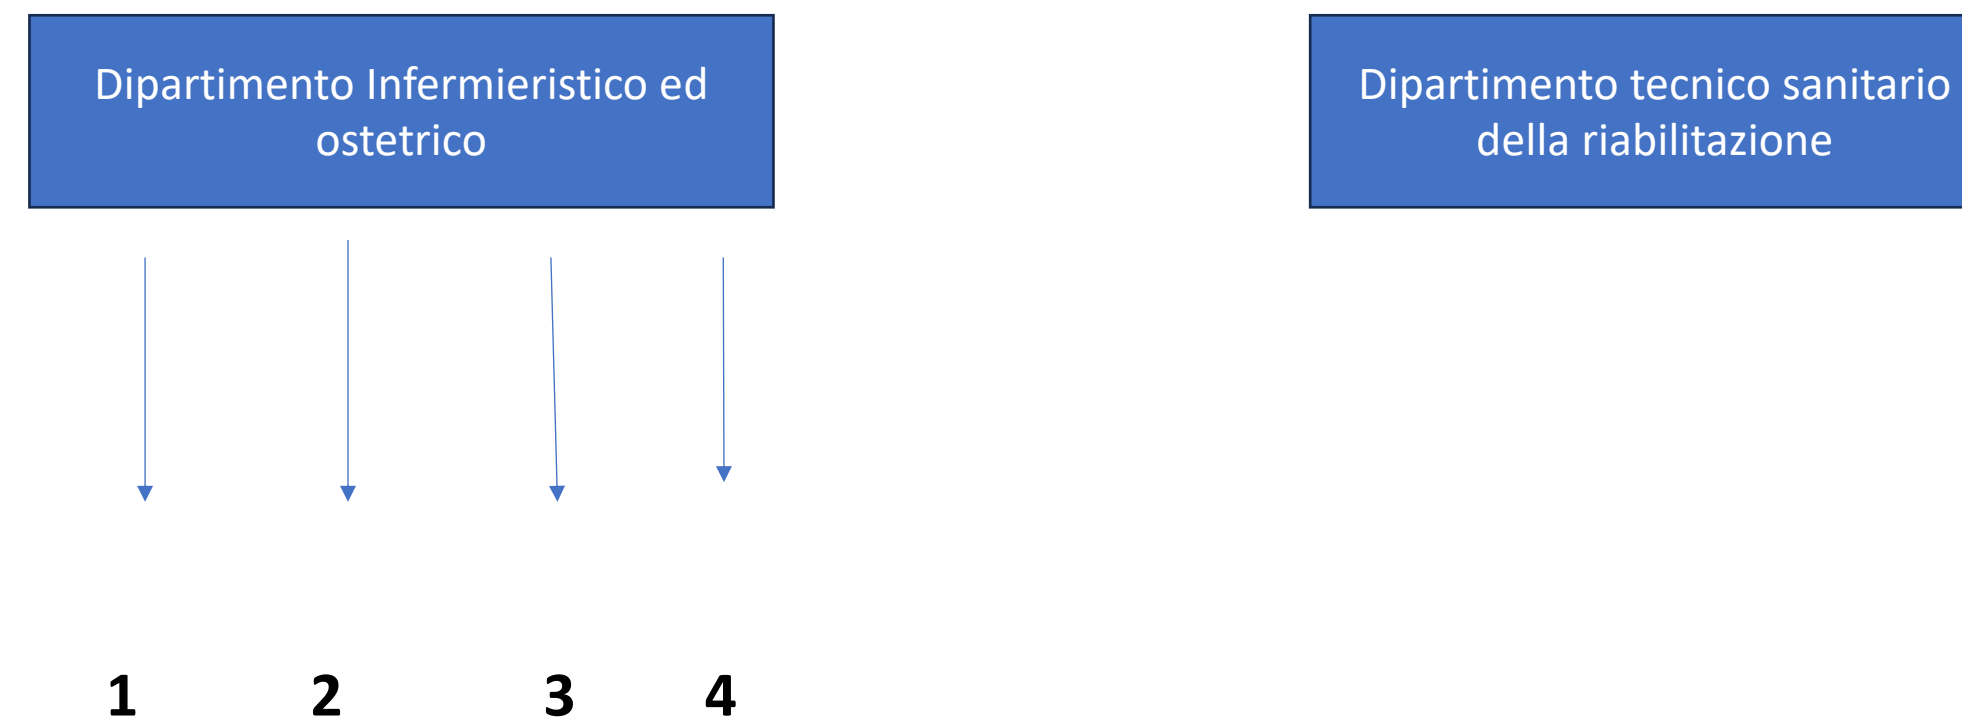 Dipartimento Infermieristico ed
ostetrico
Dipartimento tecnico sanitario
della riabilitazione
1 2 3 4